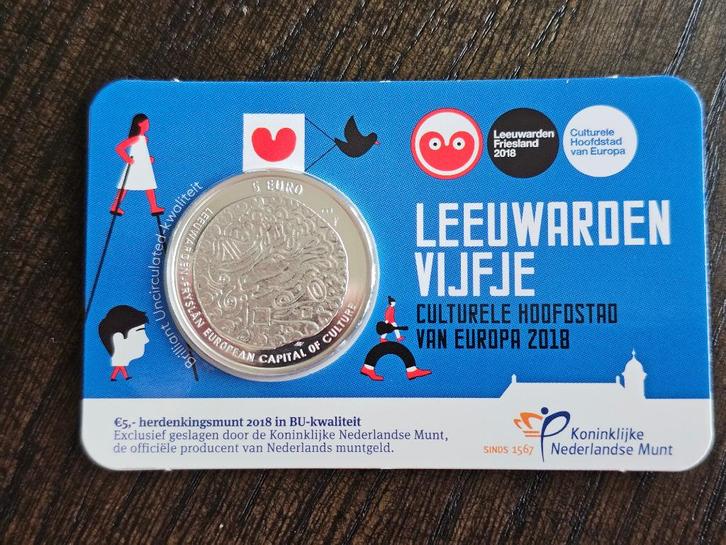 Leeuwarden
Friesland
2018
Culturele
Hoofdstad
van Europa
LEEUWARDEN
VIJFJE
CULTURELE HOOFDSTAD
VAN EUROPA 2018
Brilliant Uncirculated-kwaliteit
5 EURO
LEEUWARDEN-FRYSLÂN EUROPEAN CAPITAL OF CULTURE
€5,- herdenkingsmunt 2018 in BU-kwaliteit
Exclusief geslagen door de Koninklijke Nederlandse Munt,
de officiële producent van Nederlands muntgeld.
SINDS 1567
Koninklijke
Nederlandse Munt